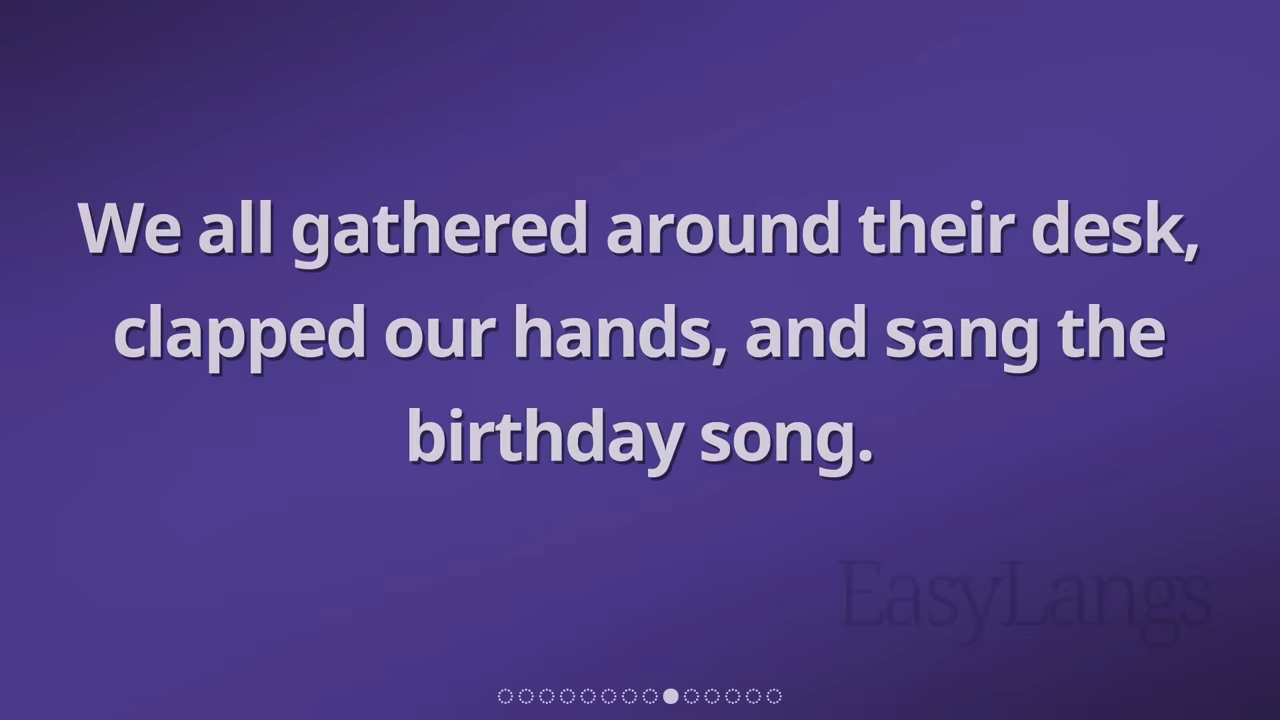 We all gathered around their desk,
clapped our hands, and sang the
birthday song.
EasyLangs